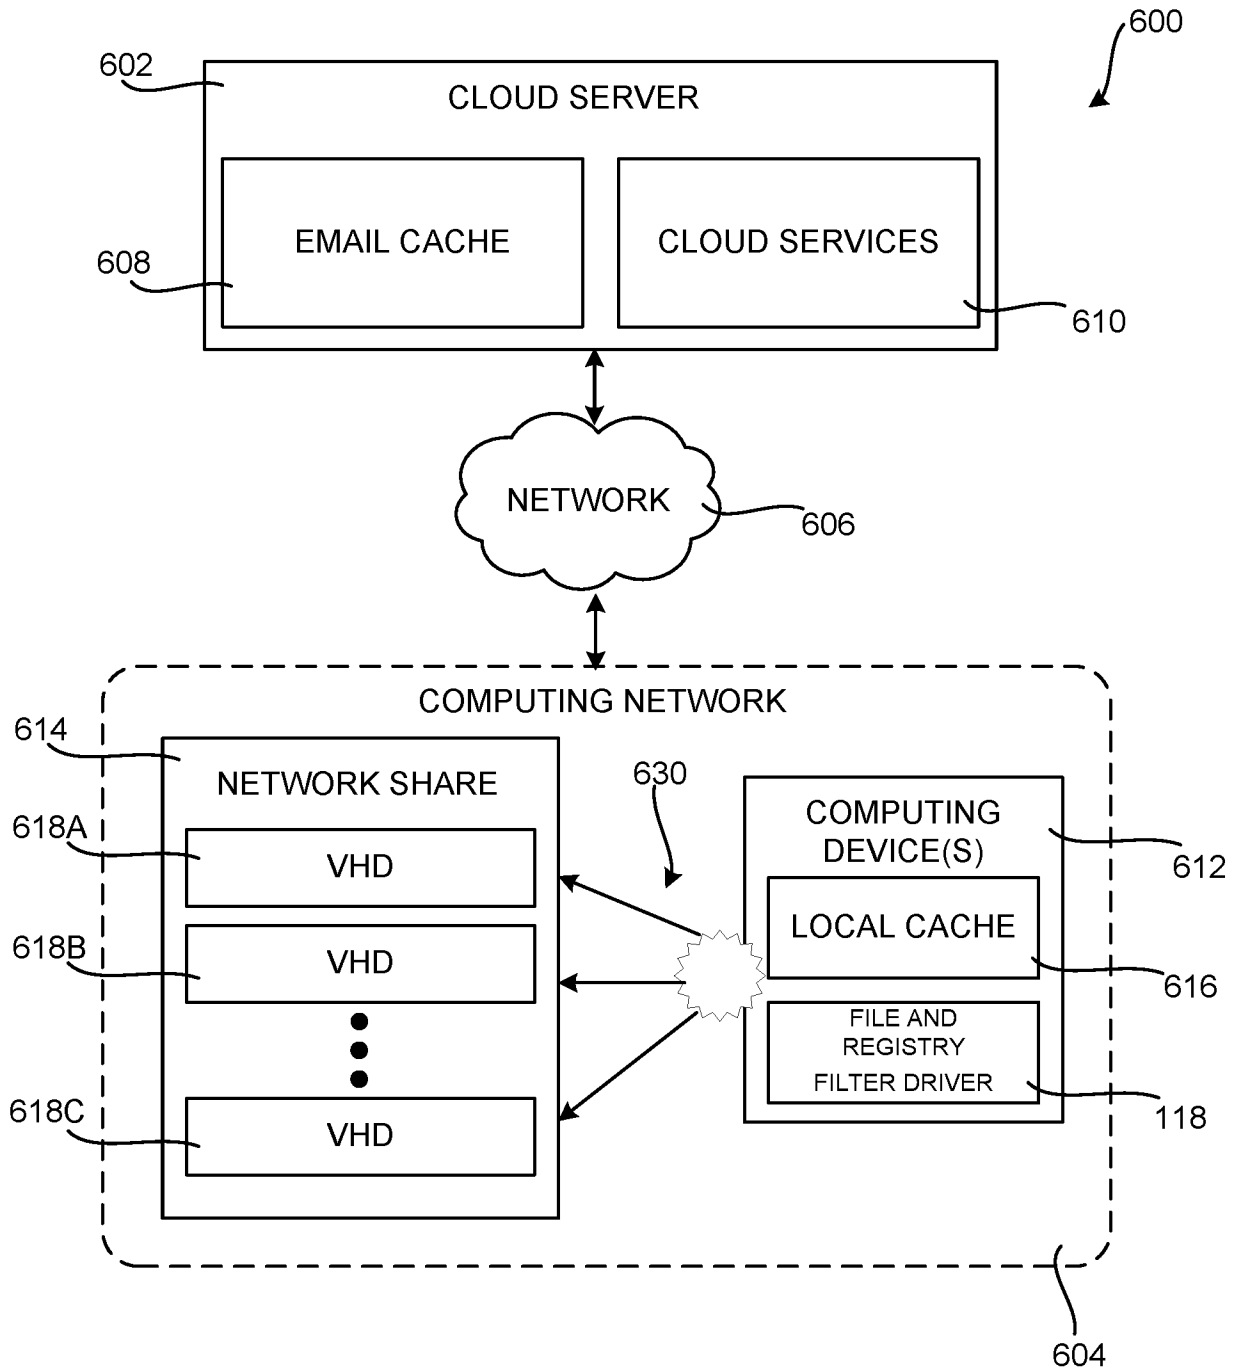 600
602
CLOUD SERVER
EMAIL CACHE
CLOUD SERVICES
608
610
NETWORK
606
COMPUTING NETWORK
614
NETWORK SHARE
630
COMPUTING
DEVICE(S)
618A
VHD
612
LOCAL CACHE
618B
VHD
616
FILE AND
REGISTRY
FILTER DRIVER
618C
VHD
118
604